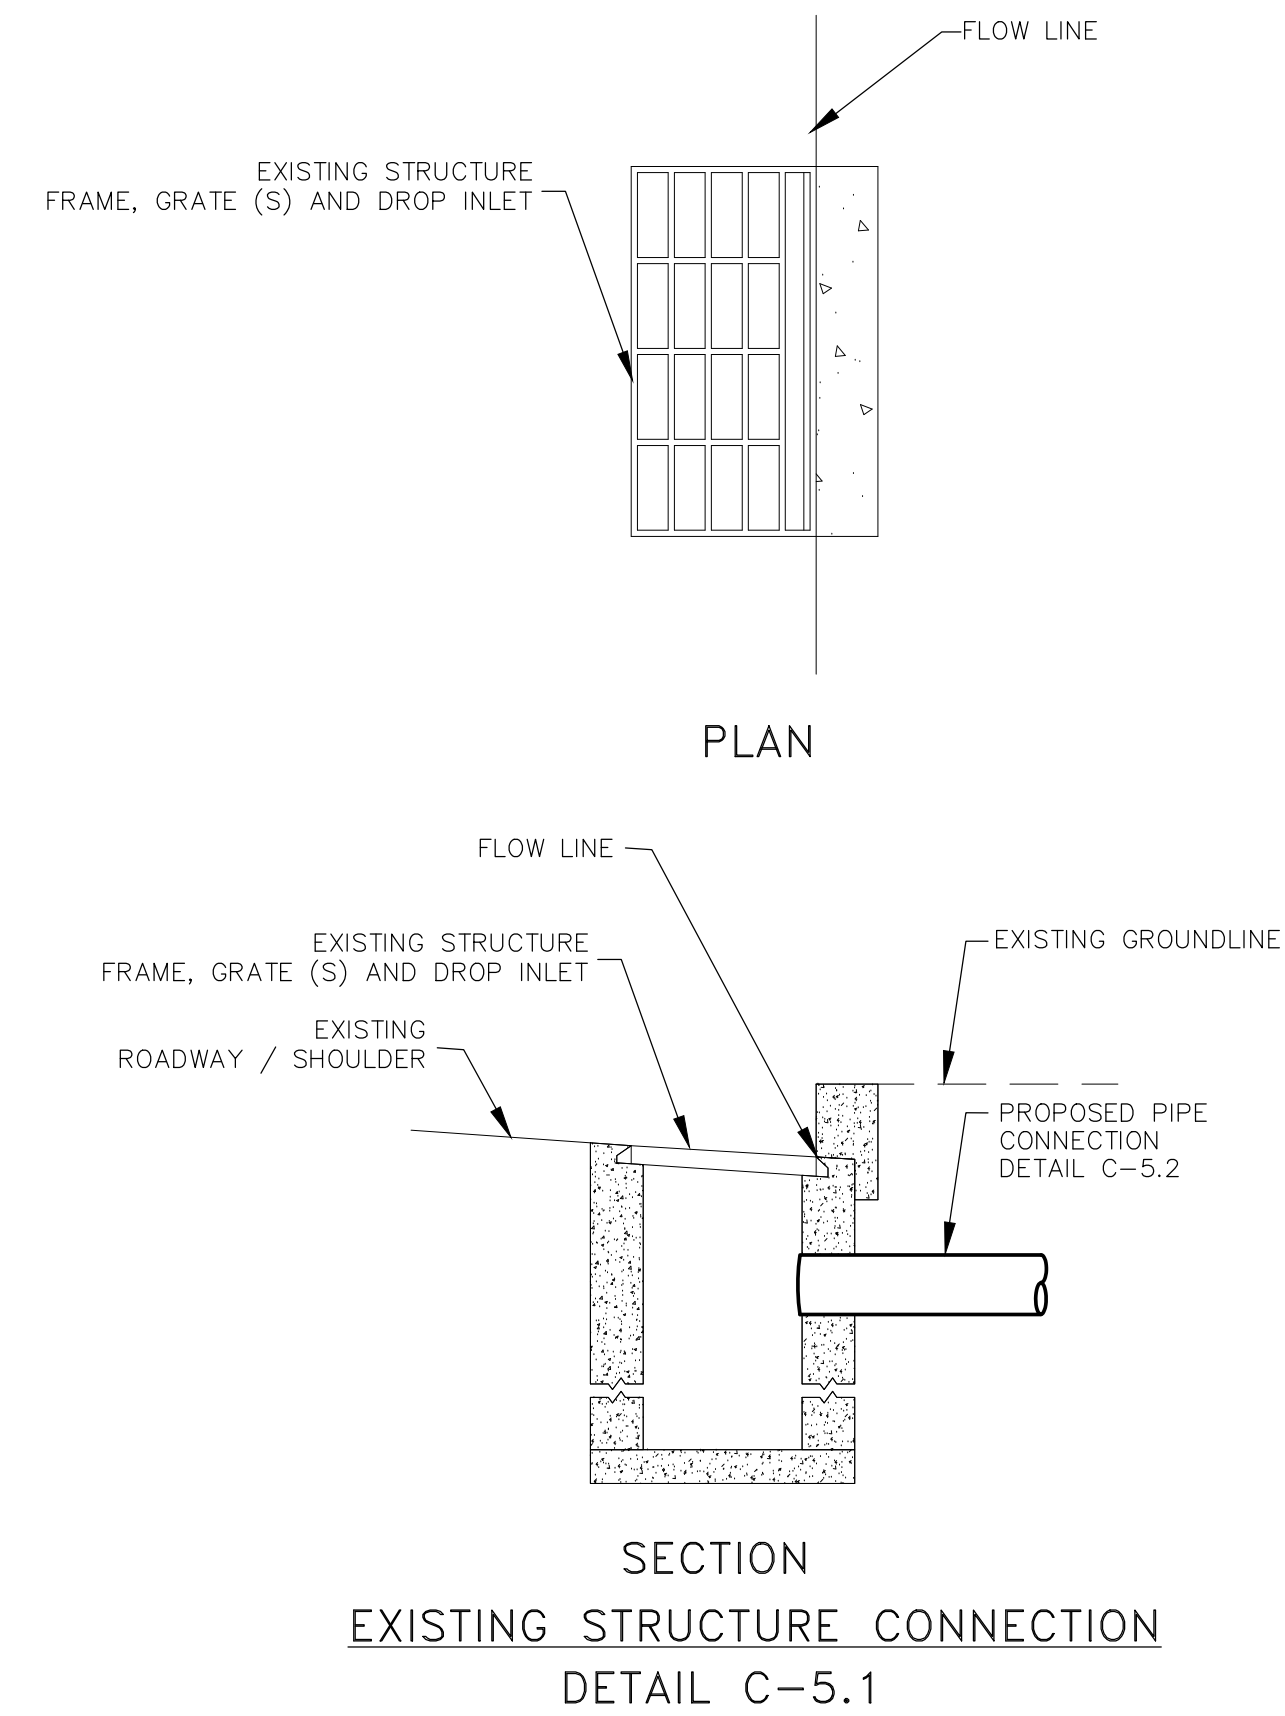 FLOW LINE
EXISTING STRUCTURE
FRAME, GRATE (S) AND DROP INLET
PLAN
FLOW LINE
EXISTING STRUCTURE
FRAME, GRATE (S) AND DROP INLET
EXISTING GROUNDLINE
EXISTING
ROADWAY / SHOULDER
PROPOSED PIPE
CONNECTION
DETAIL C-5.2
SECTION
EXISTING STRUCTURE CONNECTION
DETAIL C-5.1